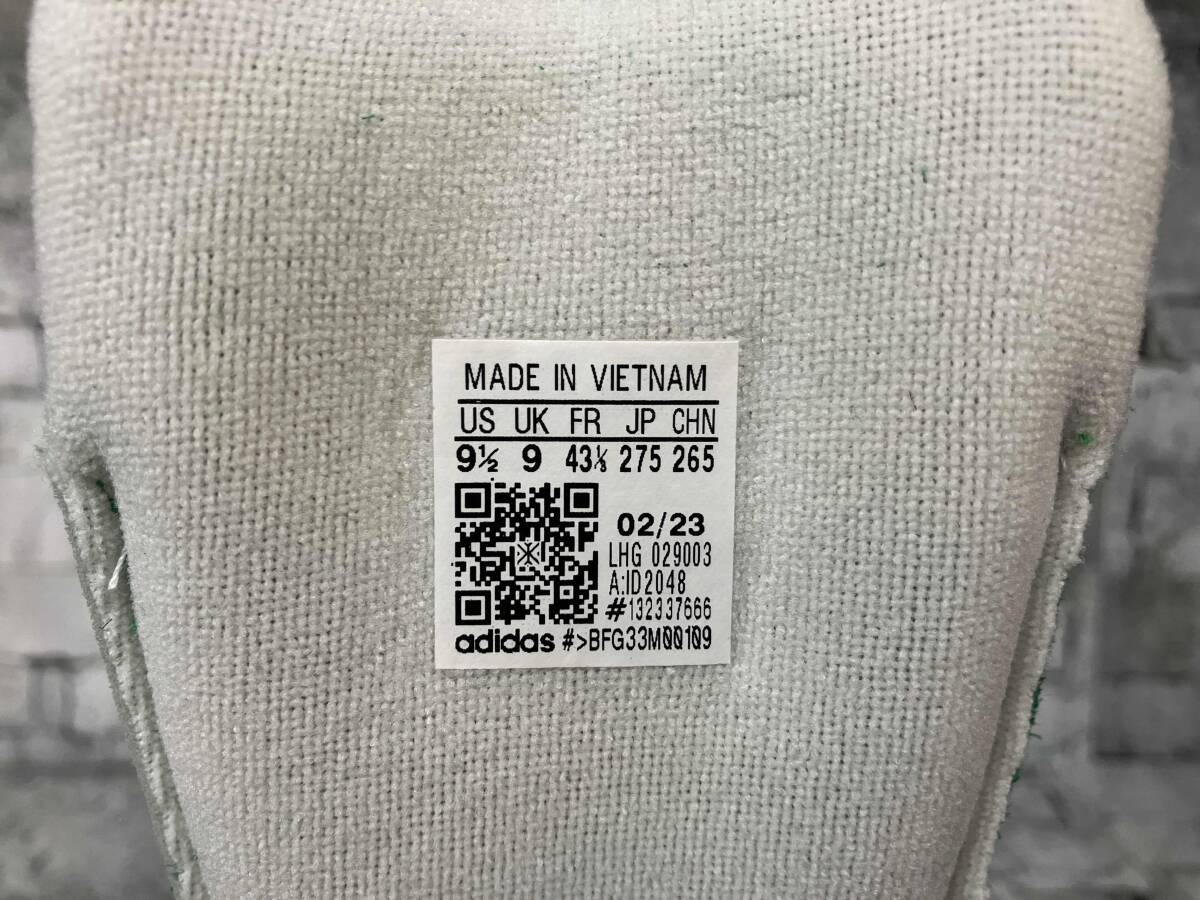 MADE IN VIETNAM
US UK FR JP CHN
9½ 9 43⅓ 275 265
02/23
LHG 029003
A:ID2048
#132337666
adidas #>BFG33M00109